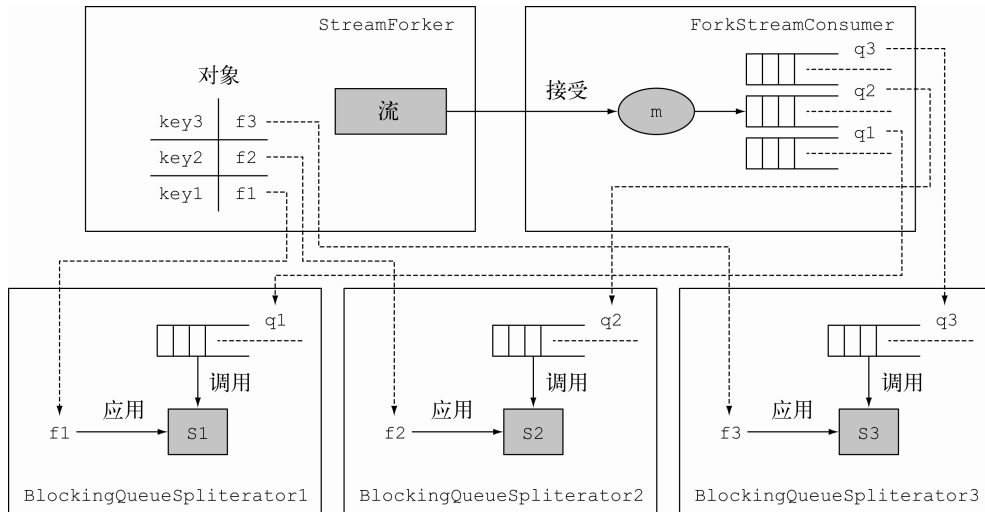 StreamForker
对象
key3 f3
key2 f2
key1 f1
流
接受
ForkStreamConsumer
m
q3
q2
q1
q1
调用
f1
应用
S1
BlockingQueueSpliterator1
q2
调用
f2
应用
S2
BlockingQueueSpliterator2
q3
调用
f3
应用
S3
BlockingQueueSpliterator3